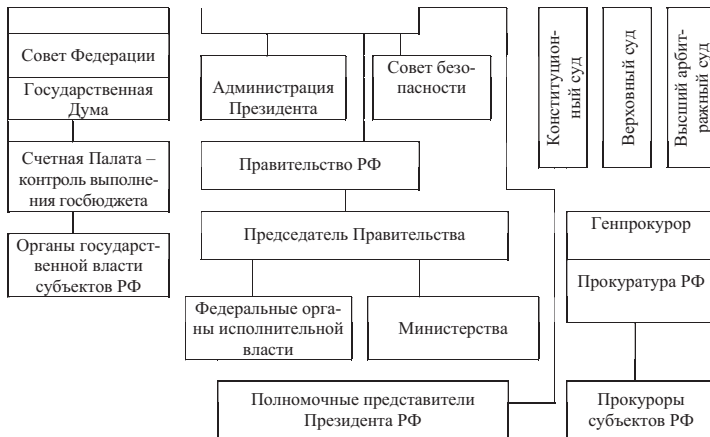 Совет Федерации
Государственная
Дума
Счетная Палата –
контроль выполне-
ния госбюджета
Органы государст-
венной власти
субъектов РФ
Администрация
Президента
Совет безо-
пасности
Правительство РФ
Председатель Правительства
Федеральные орга-
ны исполнительной
власти
Министерства
Полномочные представители
Президента РФ
Конституцион-
ный суд
Верховный суд
Высший арбит-
ражный суд
Генпрокурор
Прокуратура РФ
Прокуроры
субъектов РФ